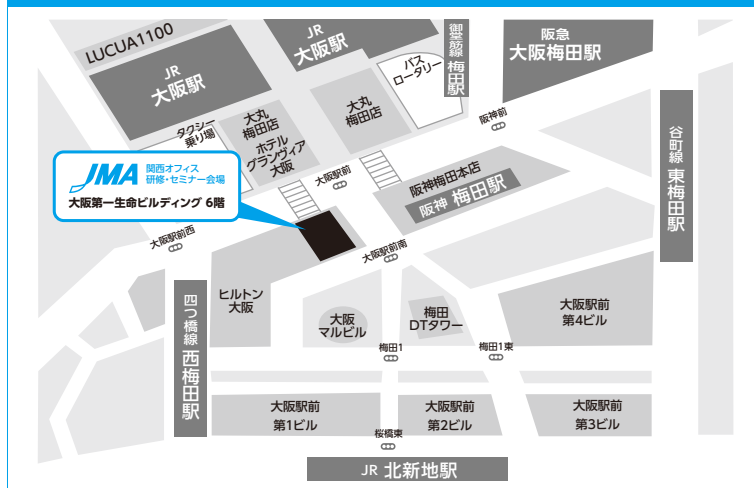 LUCUA1100
JR
大阪駅
JR
大阪駅
御堂筋線 梅田駅
阪急
大阪梅田駅
バス
ロータリー
タクシー
乗り場
大丸
梅田店
ホテル
グランヴィア
大阪
大丸
梅田店
阪神前
谷町線 東梅田駅
JMA 関西オフィス
研修・セミナー会場
大阪第一生命ビルディング 6階
大阪駅前
阪神梅田本店
阪神 梅田駅
大阪駅前西
大阪駅前南
四つ橋線 西梅田駅
ヒルトン
大阪
大阪
マルビル
梅田
DTタワー
大阪駅前
第4ビル
梅田1
梅田1東
大阪駅前
第1ビル
大阪駅前
第2ビル
大阪駅前
第3ビル
桜橋東
JR 北新地駅